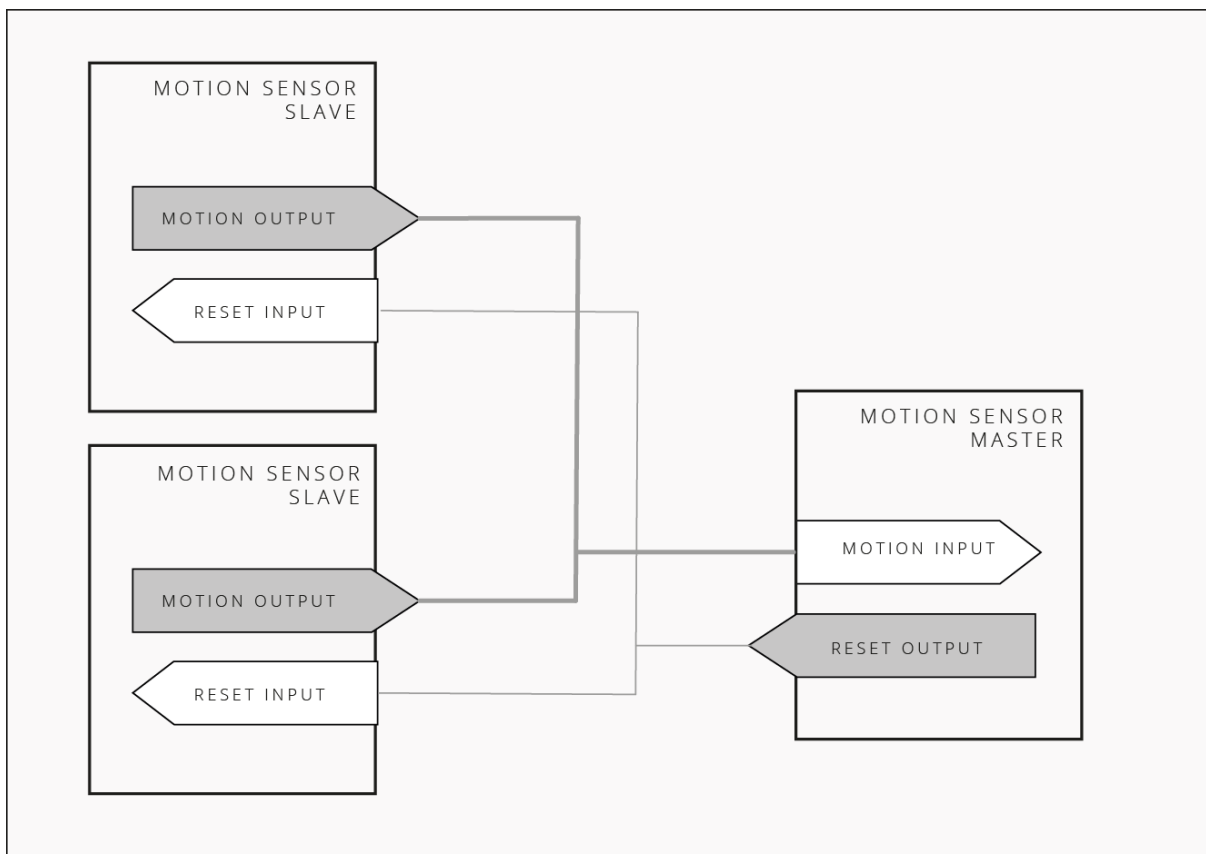 MOTION SENSOR
SLAVE
MOTION OUTPUT
RESET INPUT
MOTION SENSOR
SLAVE
MOTION OUTPUT
RESET INPUT
MOTION SENSOR
MASTER
MOTION INPUT
RESET OUTPUT